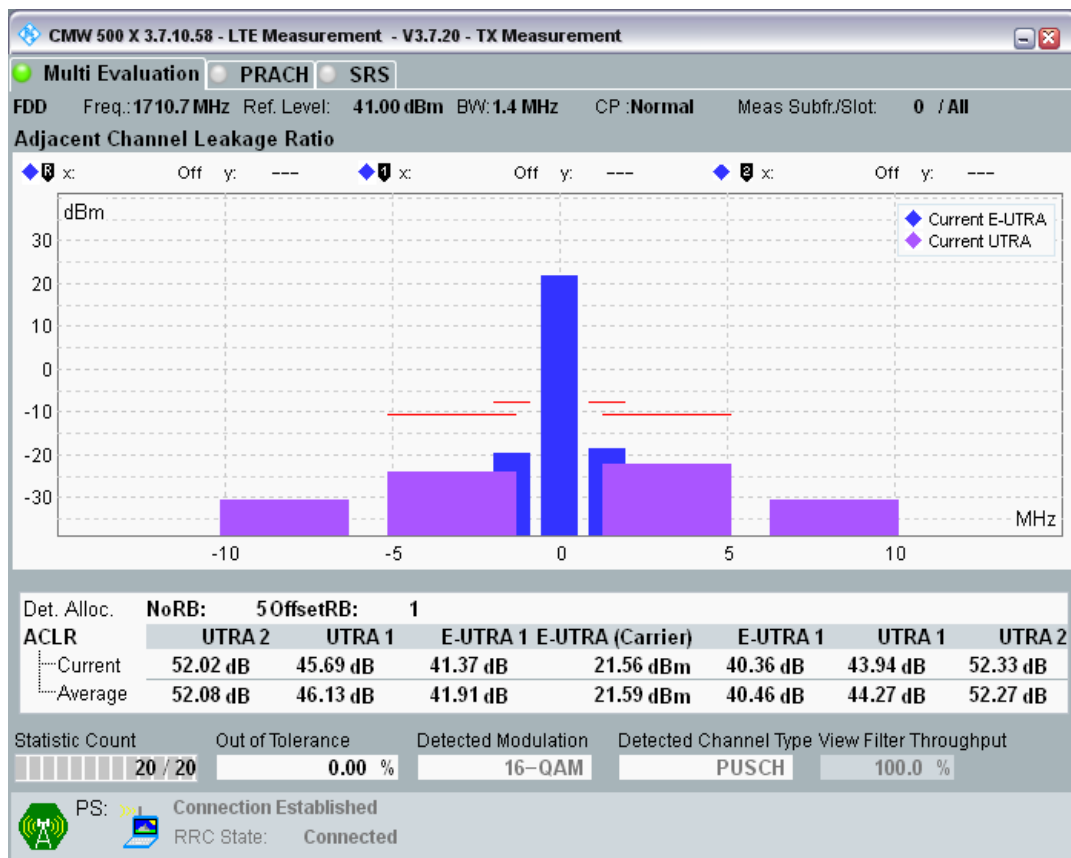 CMW 500 X 3.7.10.58 - LTE Measurement - V3.7.20 - TX Measurement
Multi Evaluation PRACH SRS
FDD Freq.:1710.7 MHz Ref. Level: 41.00 dBm BW:1.4 MHz CP :Normal Meas Subfr./Slot: 0 / All
Adjacent Channel Leakage Ratio
R x: Off y: --- 1 x: Off y: --- 2 x: Off y: ---
dBm
Current E-UTRA
Current UTRA
30
20
10
0
-10
-20
-30
MHz
-10 -5 0 5 10
Det. Alloc. NoRB: 5 OffsetRB: 1
ACLR UTRA 2 UTRA 1 E-UTRA 1 E-UTRA (Carrier) E-UTRA 1 UTRA 1 UTRA 2
Current 52.02 dB 45.69 dB 41.37 dB 21.56 dBm 40.36 dB 43.94 dB 52.33 dB
Average 52.08 dB 46.13 dB 41.91 dB 21.59 dBm 40.46 dB 44.27 dB 52.27 dB
Statistic Count Out of Tolerance Detected Modulation Detected Channel Type View Filter Throughput
20 / 20 0.00 % 16-QAM PUSCH 100.0 %
PS: Connection Established
RRC State: Connected